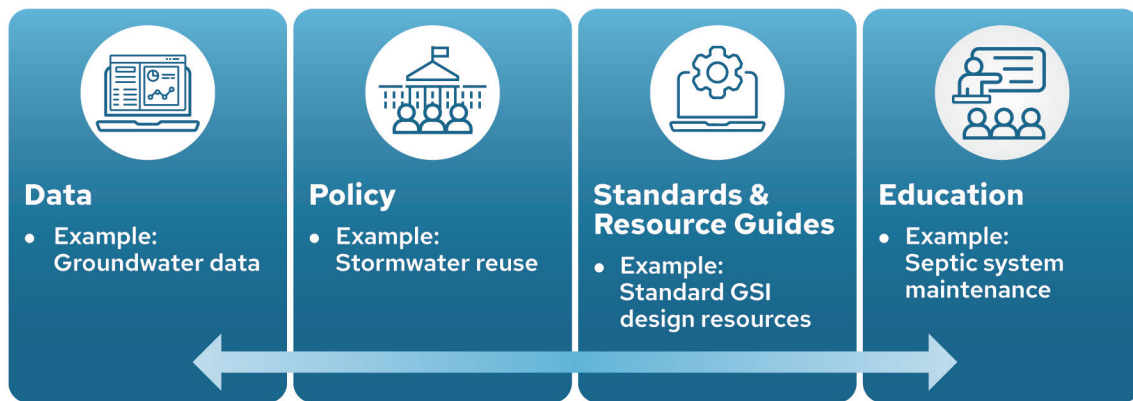 Data
• Example:
Groundwater data
Policy
• Example:
Stormwater reuse
Standards &
Resource Guides
• Example:
Standard GSI
design resources
Education
• Example:
Septic system
maintenance